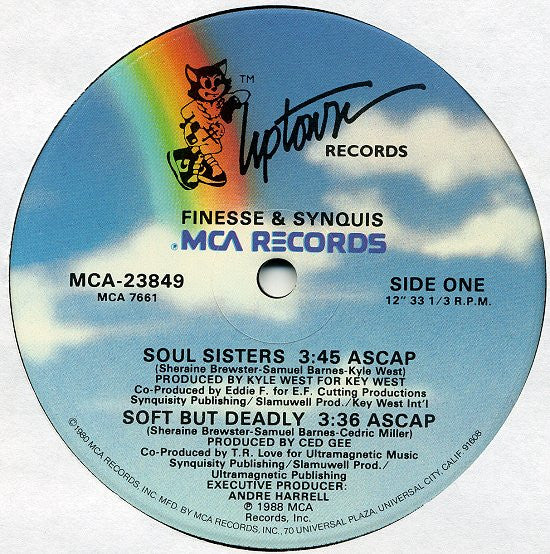 TM
Uptown
RECORDS
FINESSE & SYNQUIS
MCA RECORDS
MCA-23849
MCA 7661
SIDE ONE
12" 33 1/3 R.P.M.
SOUL SISTERS 3:45 ASCAP
(Sheraine Brewster-Samuel Barnes-Kyle West)
PRODUCED BY KYLE WEST FOR KEY WEST
Co-Produced by Eddie F. for E.F. Cutting Productions
Synquisity Publishing/Slamuwell Prod./Key West Int'l
SOFT BUT DEADLY 3:36 ASCAP
(Sheraine Brewster-Samuel Barnes-Cedric Miller)
PRODUCED BY CED GEE
Co-Produced by T.R. Love for Ultramagnetic Music
Synquisity Publishing/Slamwell Prod./
Ultramagnetic Publishing
EXECUTIVE PRODUCER:
ANDRE HARRELL
℗ 1988 MCA
Records, Inc.
©1980 MCA RECORDS, INC. MFD. BY MCA RECORDS, INC., 70 UNIVERSAL PLAZA, UNIVERSAL CITY, CALIF. 91608